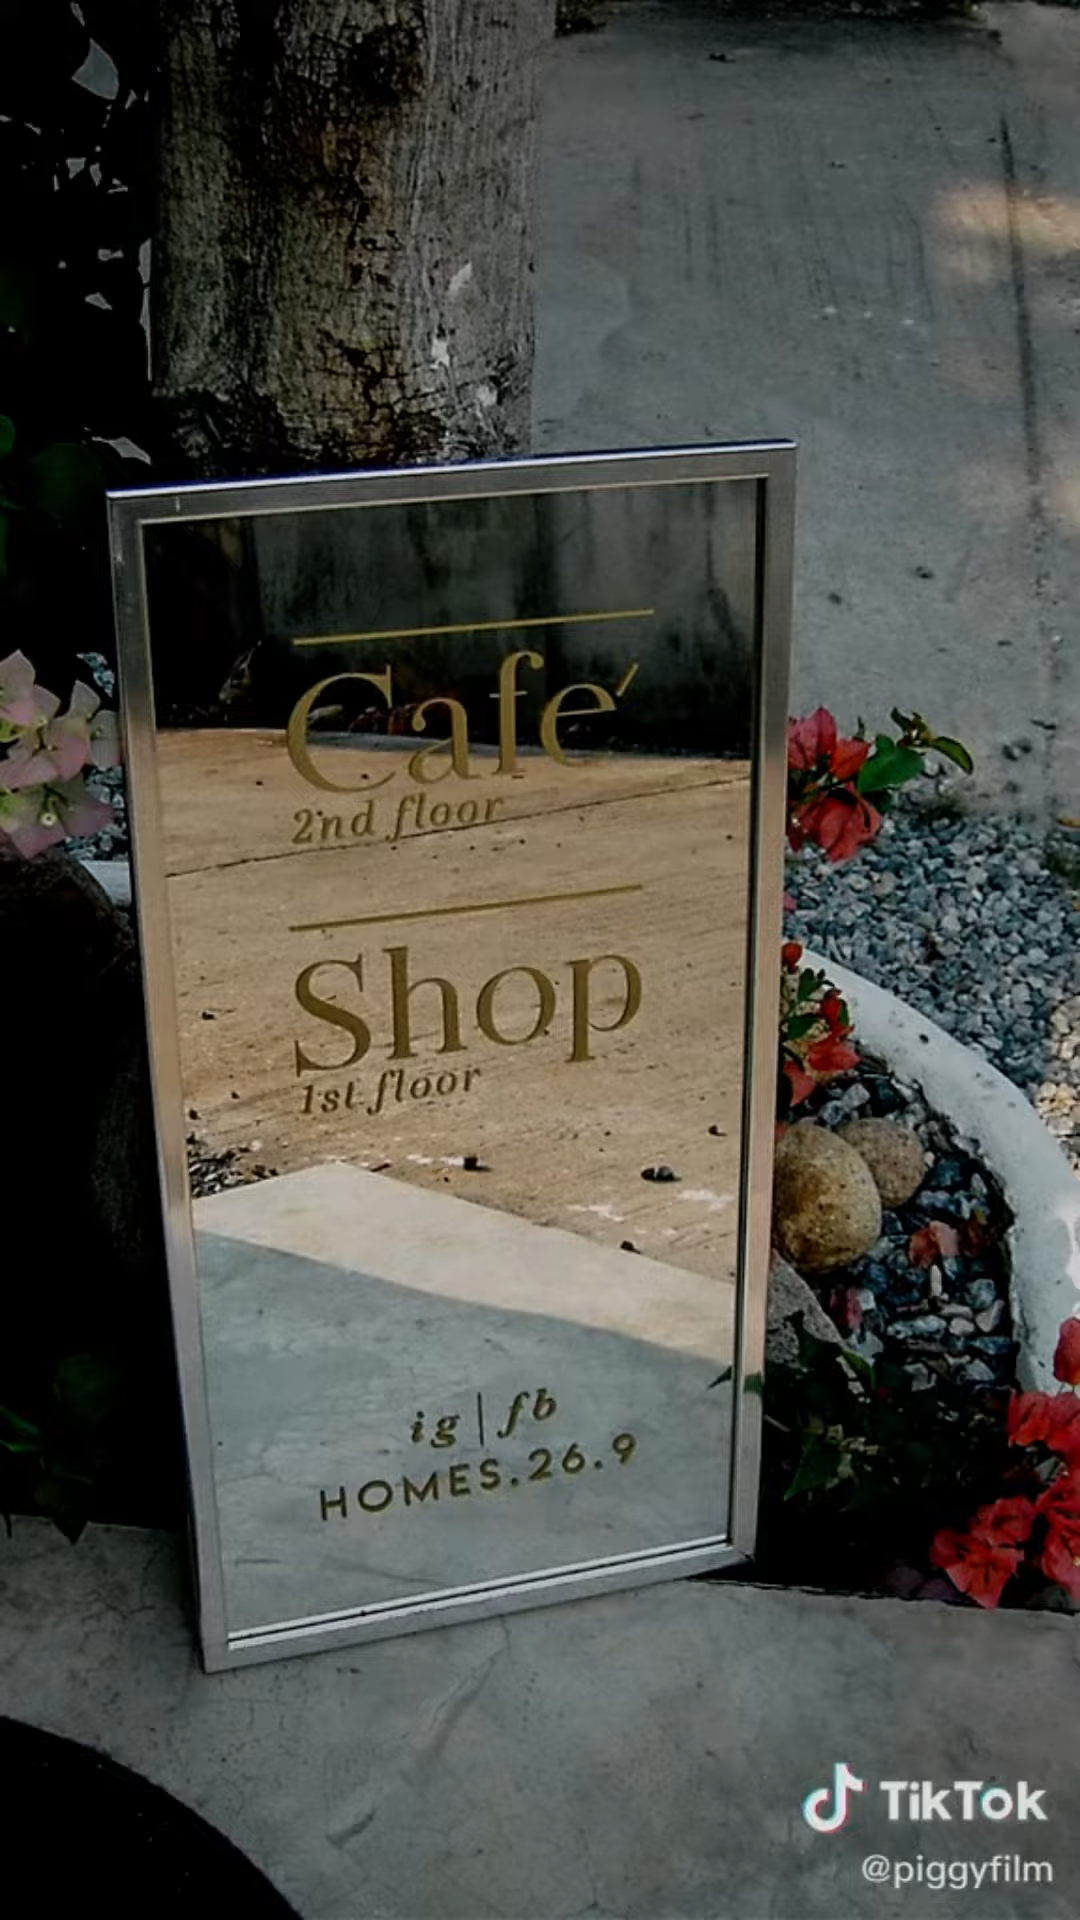 Café
2nd floor
Shop
1st floor
ig | fb
HOMES.26.9
TikTok
@piggyfilm